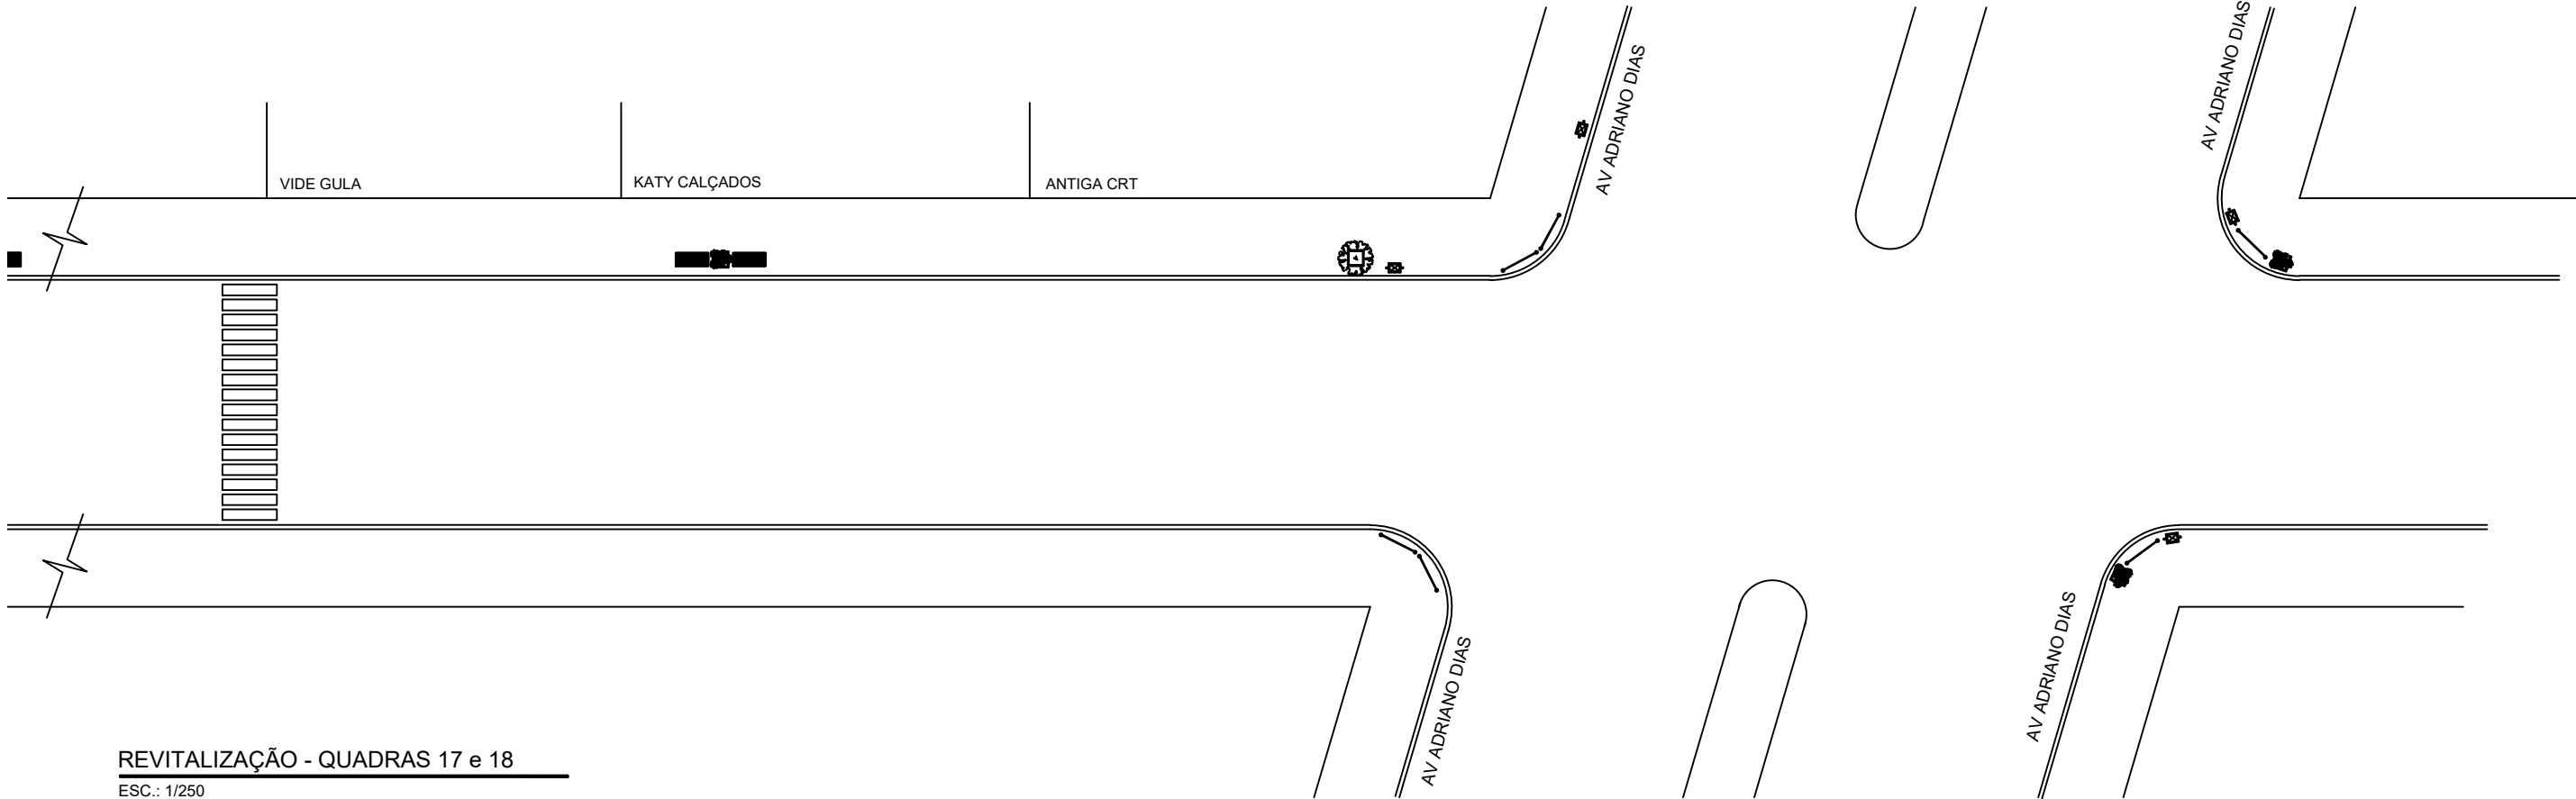 AV ADRIANO DIAS
AV ADRIANO DIAS
VIDE GULA
KATY CALÇADOS
ANTIGA CRT
AV ADRIANO DIAS
AV ADRIANO DIAS
REVITALIZAÇÃO - QUADRAS 17 e 18
ESC.: 1/250